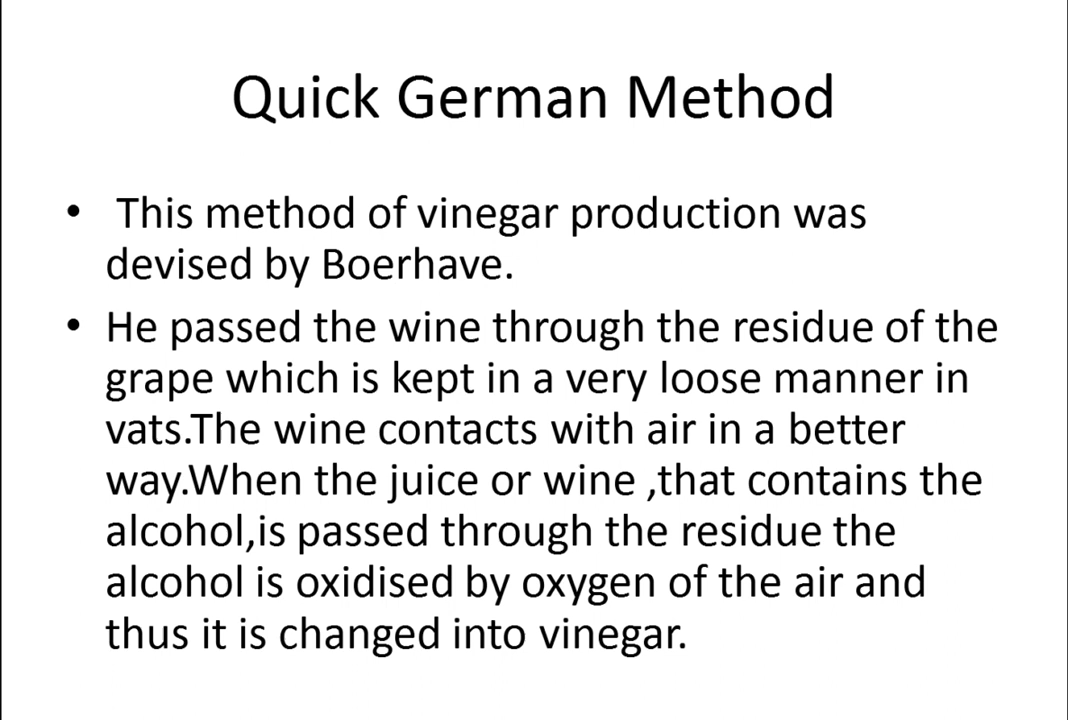 Quick German Method
• This method of vinegar production was
devised by Boerhave.
• He passed the wine through the residue of the
grape which is kept in a very loose manner in
vats.The wine contacts with air in a better
way.When the juice or wine ,that contains the
alcohol,is passed through the residue the
alcohol is oxidised by oxygen of the air and
thus it is changed into vinegar.